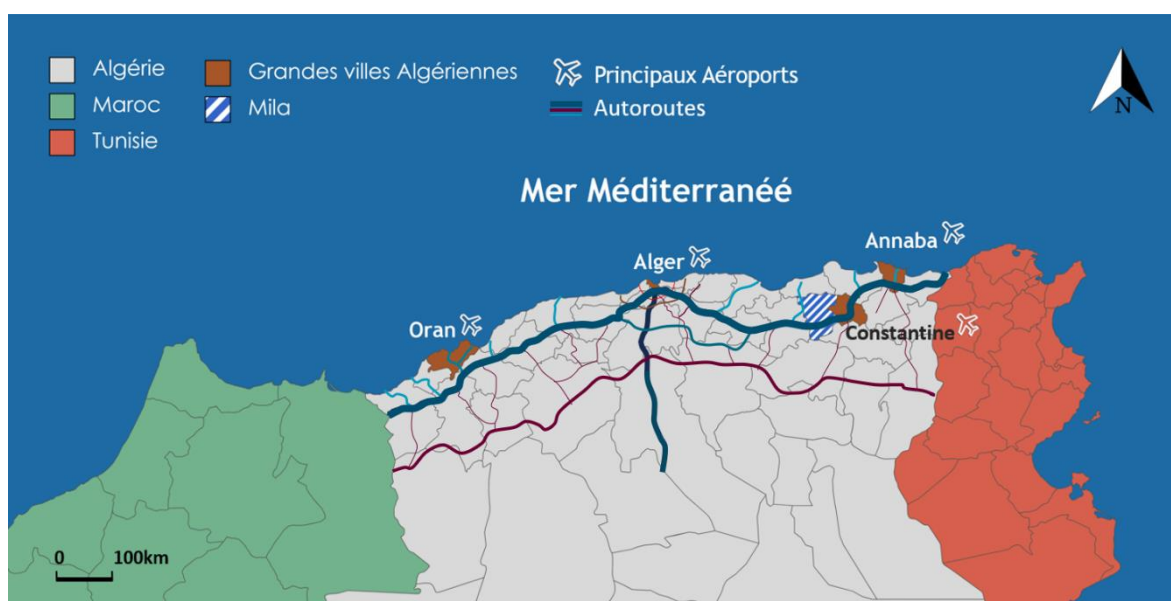 Algérie
Maroc
Tunisie
Grandes villes Algériennes
Mila
Principaux Aéroports
Autoroutes
N
Mer Méditerranéé
Annaba
Alger
Oran
Constantine
0 100km